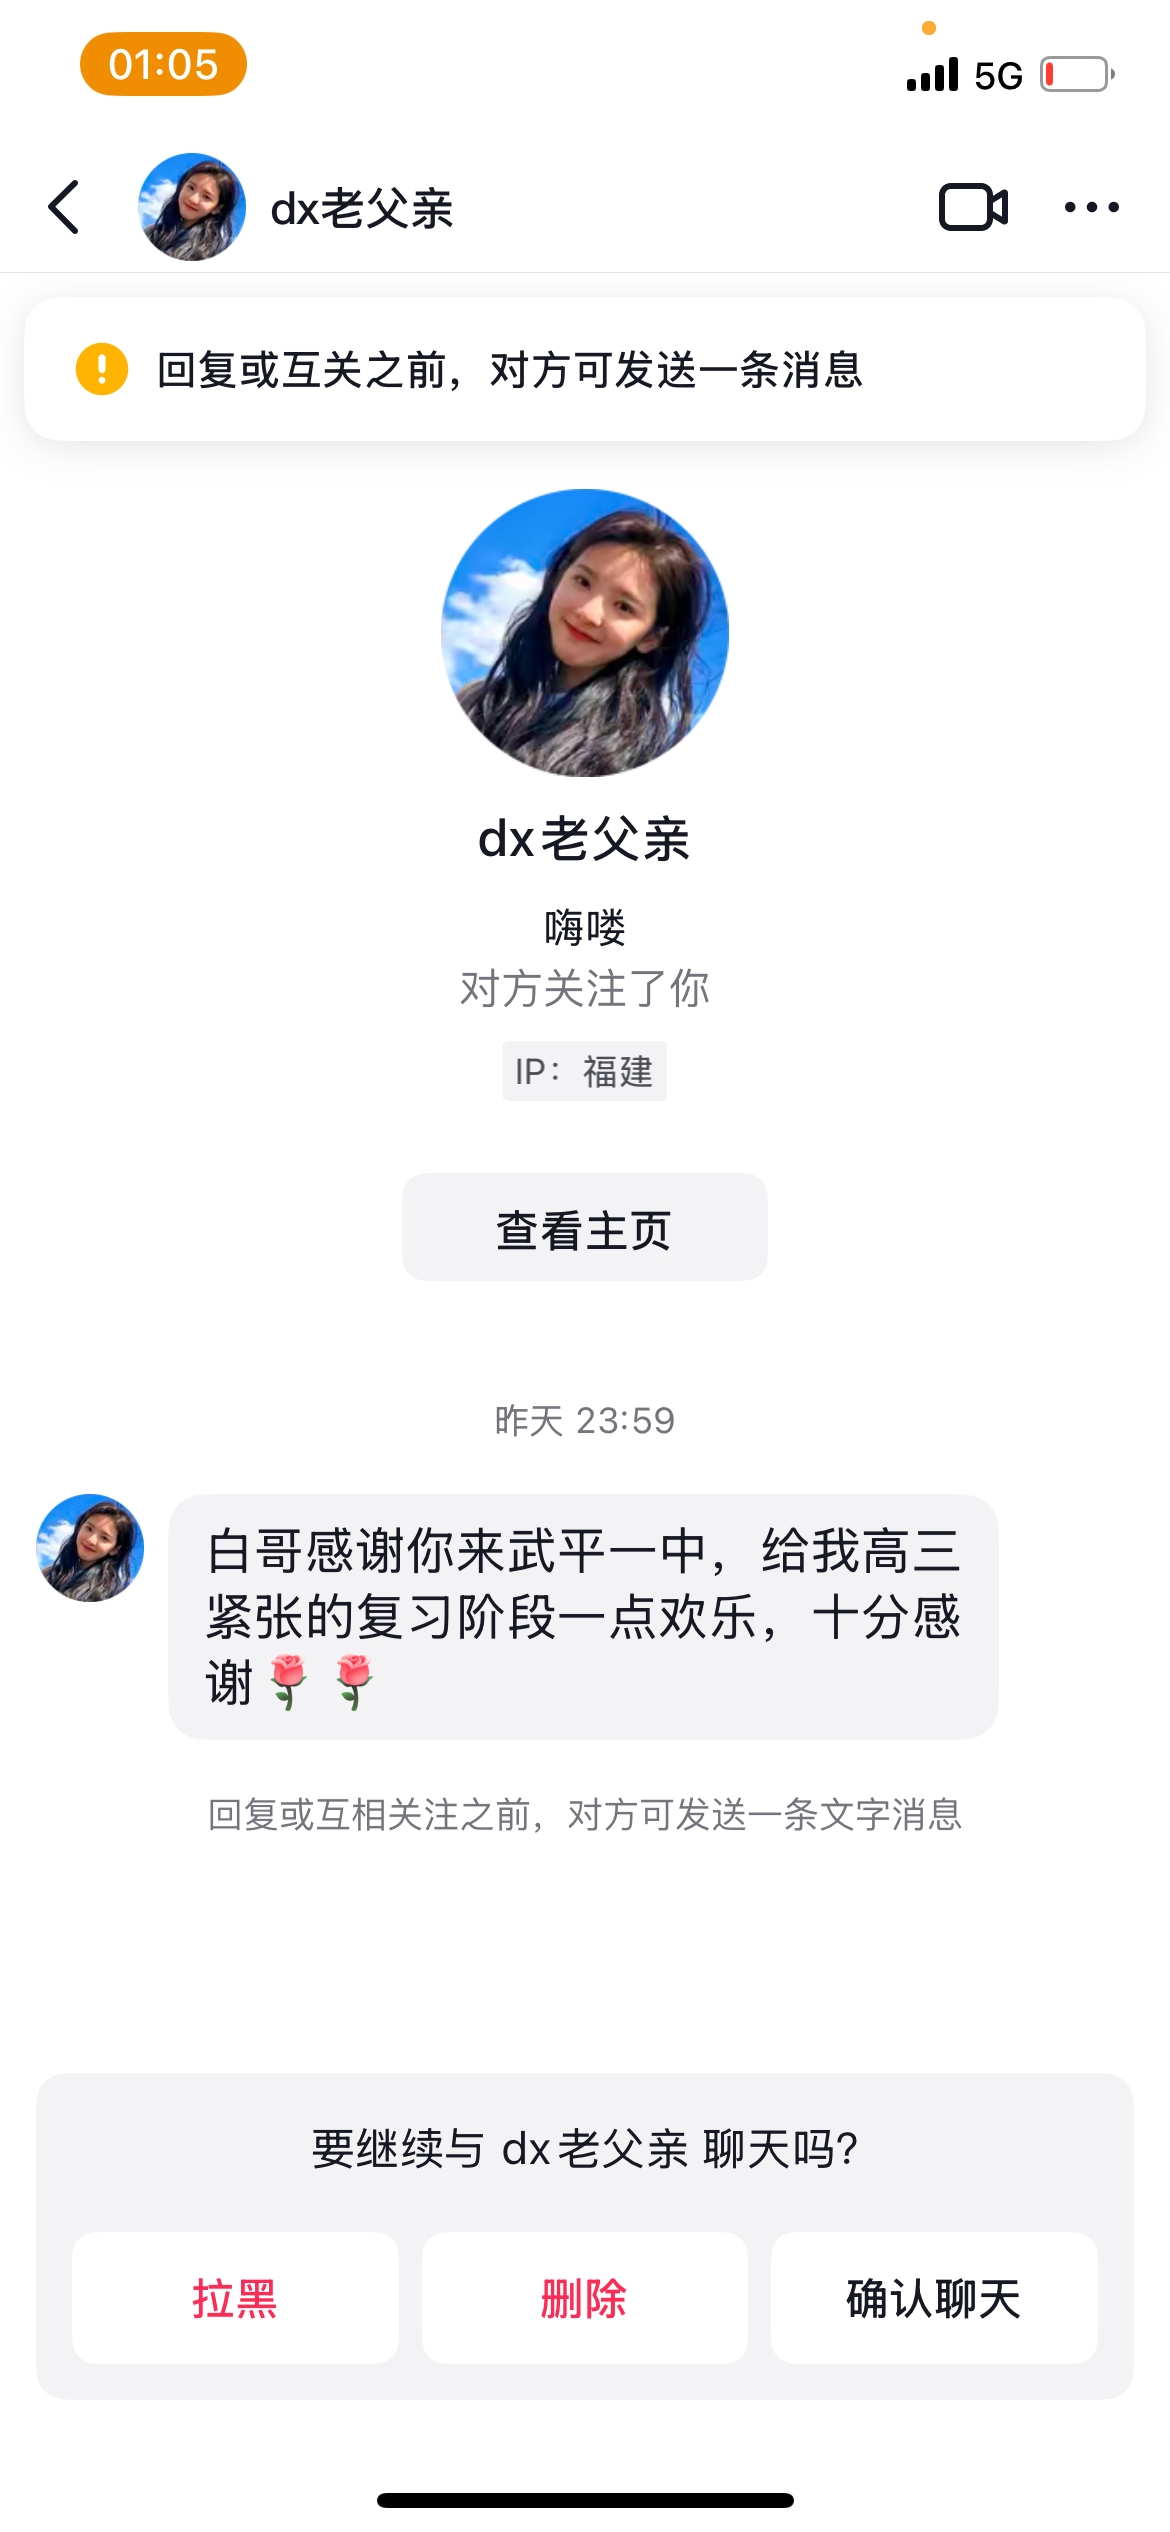 01:05
5G
dx老父亲
回复或互关之前，对方可发送一条消息
dx老父亲
嗨喽
对方关注了你
IP：福建
查看主页
昨天 23:59
白哥感谢你来武平一中，给我高三
紧张的复习阶段一点欢乐，十分感
谢🌹🌹
回复或互相关注之前，对方可发送一条文字消息
要继续与 dx老父亲 聊天吗?
拉黑
删除
确认聊天